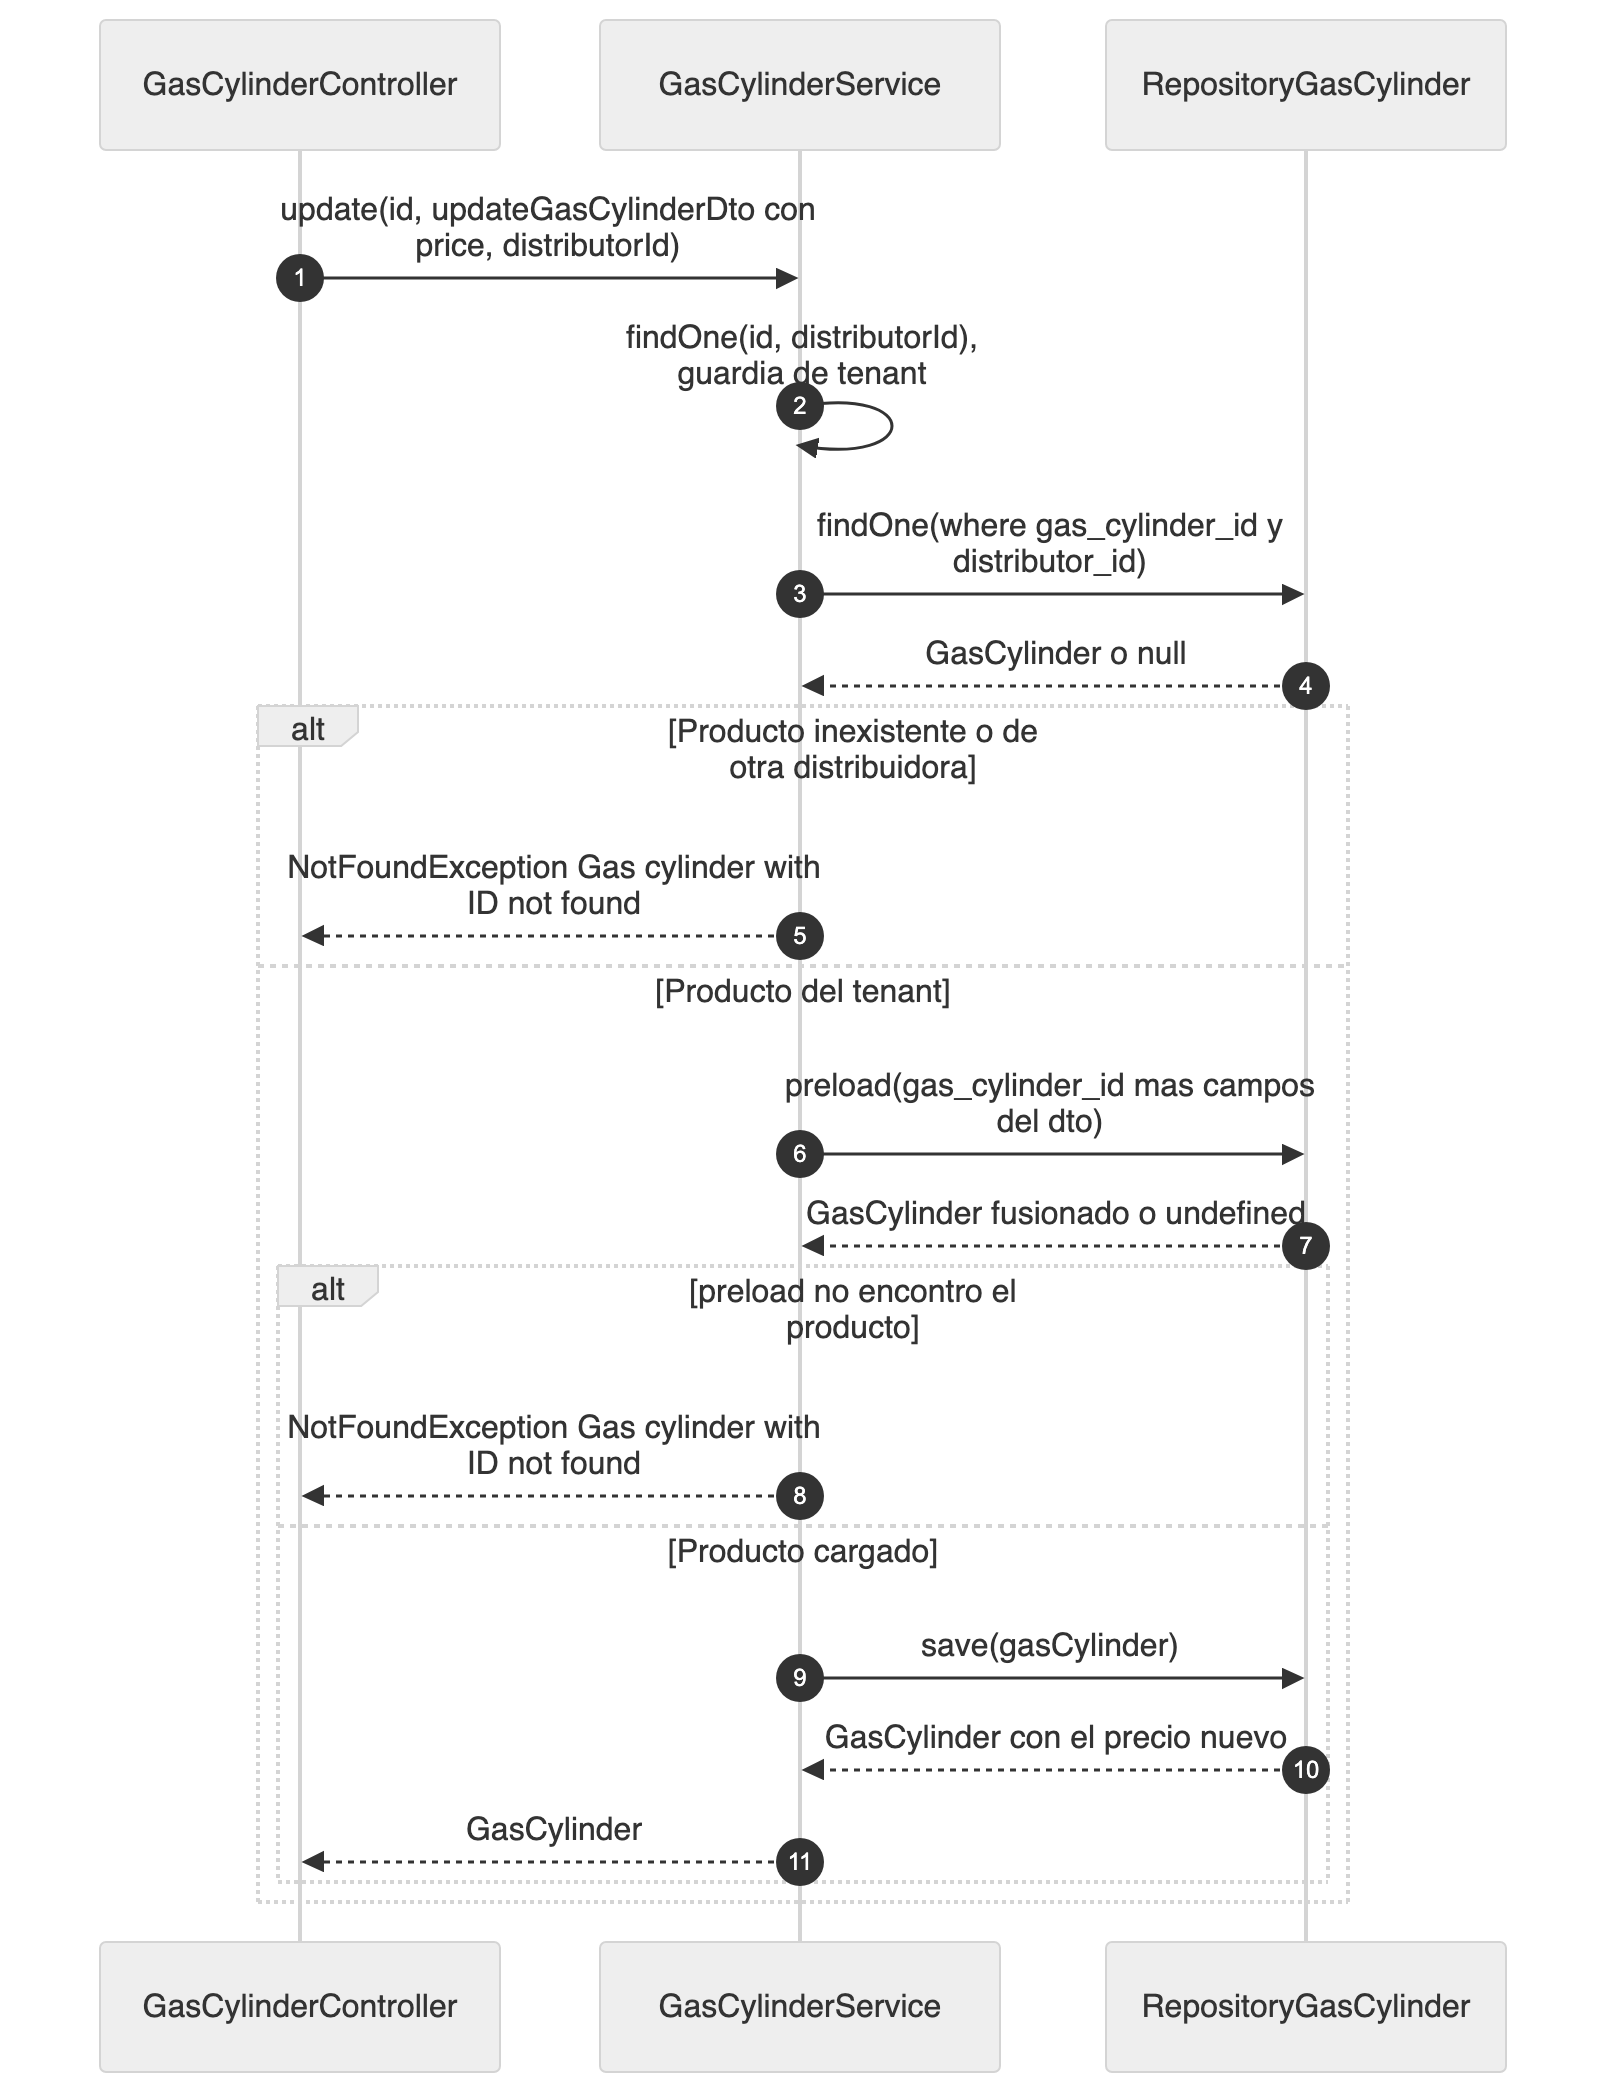 GasCylinderController
GasCylinderService
RepositoryGasCylinder
update(id, updateGasCylinderDto con
price, distributorId)
1
findOne(id, distributorId),
guardia de tenant
2
findOne(where gas_cylinder_id y
distributor_id)
3
GasCylinder o null
4
alt
[Producto inexistente o de
otra distribuidora]
NotFoundException Gas cylinder with
ID not found
5
[Producto del tenant]
preload(gas_cylinder_id mas campos
del dto)
6
GasCylinder fusionado o undefined
7
alt
[preload no encontro el
producto]
NotFoundException Gas cylinder with
ID not found
8
[Producto cargado]
save(gasCylinder)
9
GasCylinder con el precio nuevo
10
GasCylinder
11
GasCylinderController
GasCylinderService
RepositoryGasCylinder